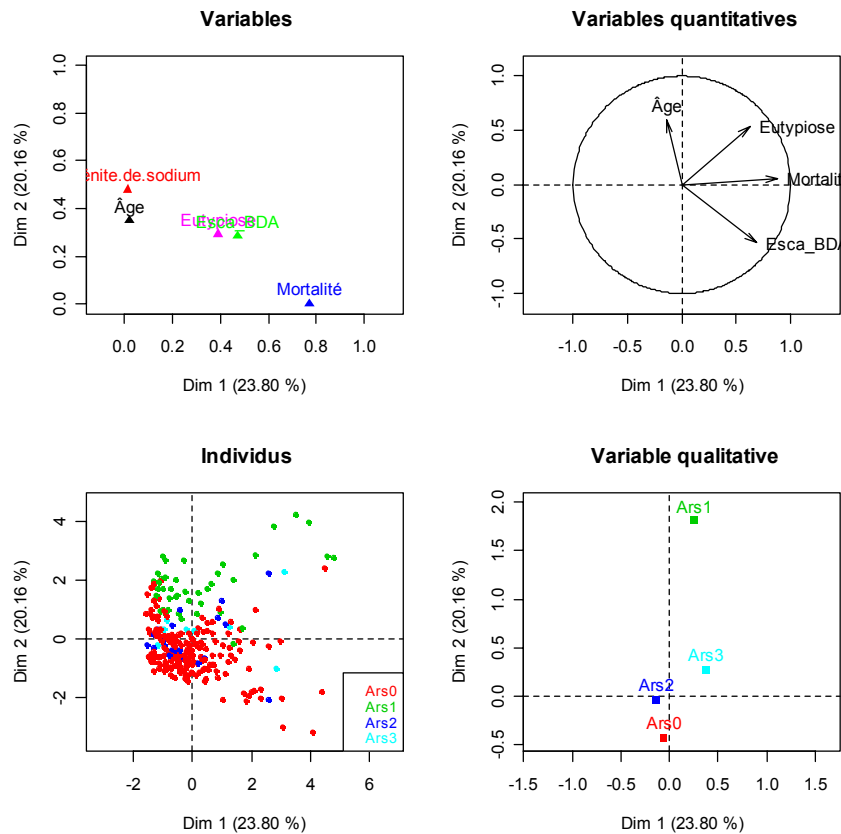 Variables
Variables quantitatives
1.0
0.8
0.6
0.4
0.2
0.0
Dim 2 (20.16 %)
enite.de.sodium
Âge
Eutypiose
Esca_BDA
Mortalité
0.0 0.2 0.4 0.6 0.8 1.0
Dim 1 (23.80 %)
1.0
0.5
0.0
-0.5
-1.0
Dim 2 (20.16 %)
Âge
Eutypiose
Mortalit
Esca_BDA
-1.0 -0.5 0.0 0.5 1.0
Dim 1 (23.80 %)
Individus
Variable qualitative
4
2
0
-2
Dim 2 (20.16 %)
Ars0
Ars1
Ars2
Ars3
-2 0 2 4 6
Dim 1 (23.80 %)
2.0
1.5
1.0
0.5
0.0
-0.5
Dim 2 (20.16 %)
Ars1
Ars3
Ars2
Ars0
-1.5 -1.0 -0.5 0.0 0.5 1.0 1.5
Dim 1 (23.80 %)